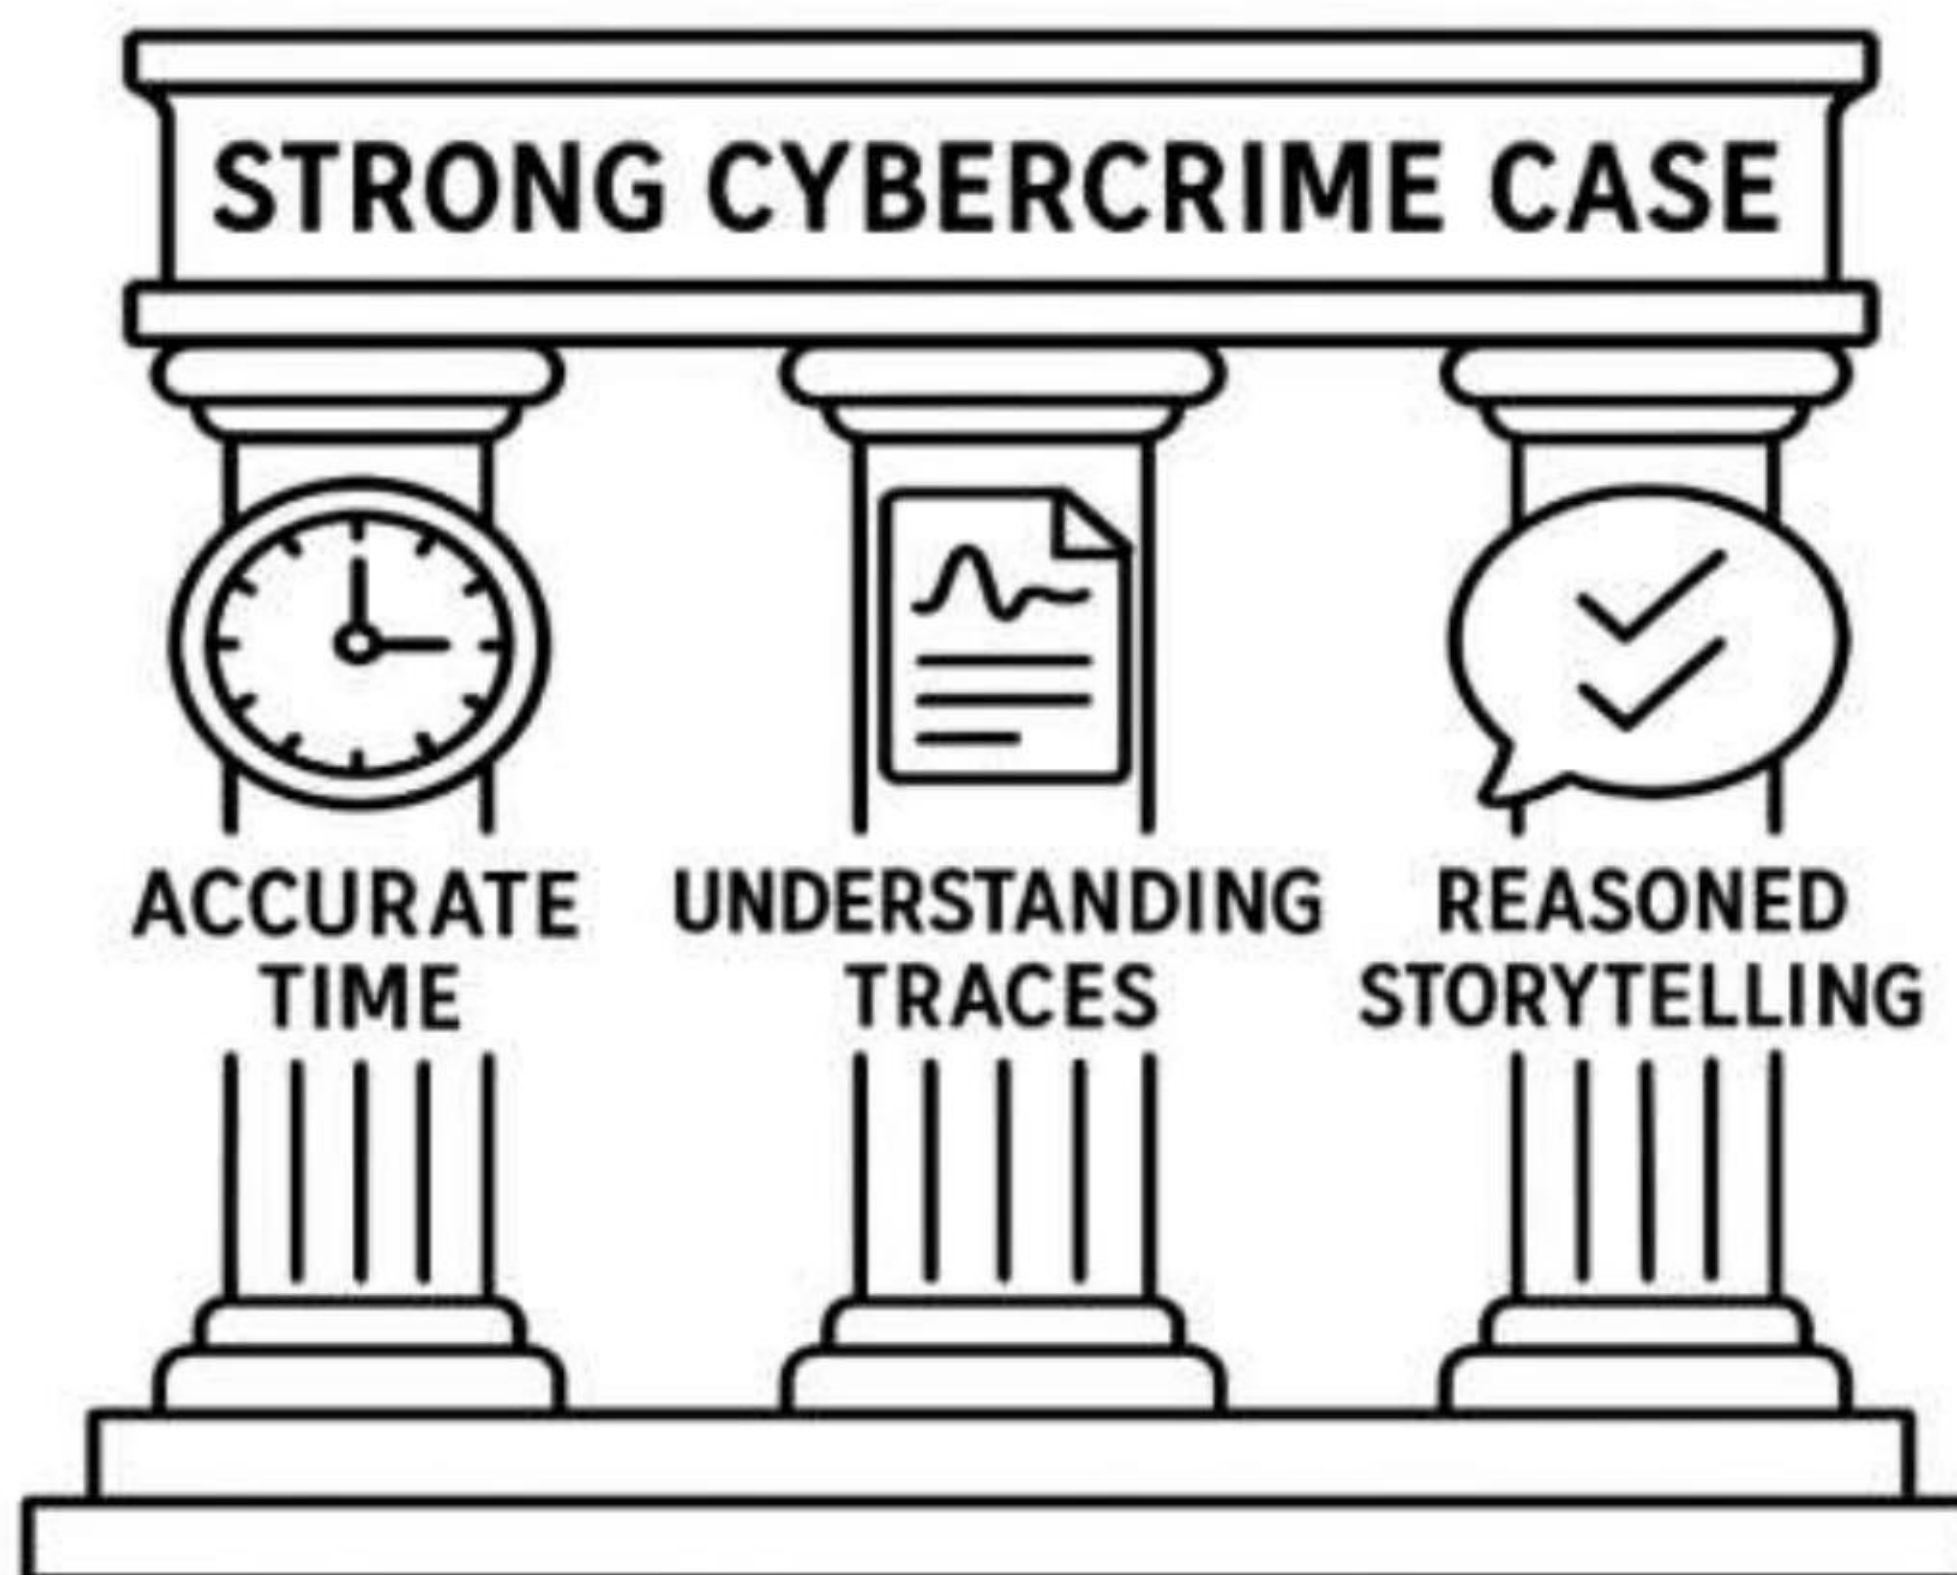 STRONG CYBERCRIME CASE
ACCURATE
TIME
UNDERSTANDING
TRACES
REASONED
STORYTELLING